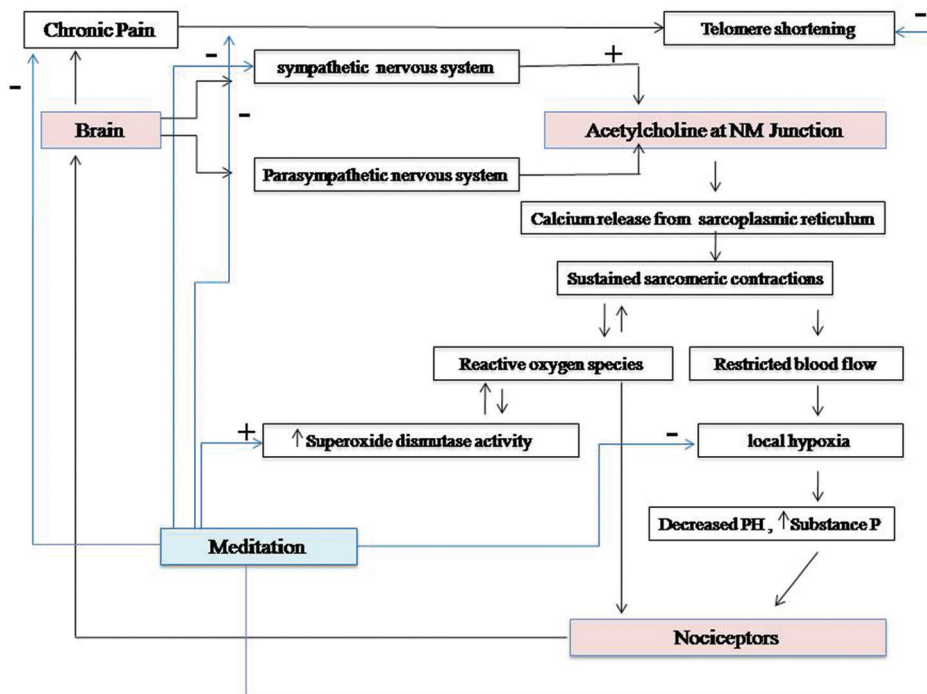 Chronic Pain
Telomere shortening
-
-
sympathetic nervous system
+
-
-
Brain
Acetylcholine at NM Junction
Parasympathetic nervous system
Calcium release from sarcoplasmic reticulum
Sustained sarcomeric contractions
Reactive oxygen species
Restricted blood flow
+
↑ Superoxide dismutase activity
-
local hypoxia
Decreased PH , ↑ Substance P
Meditation
Nociceptors